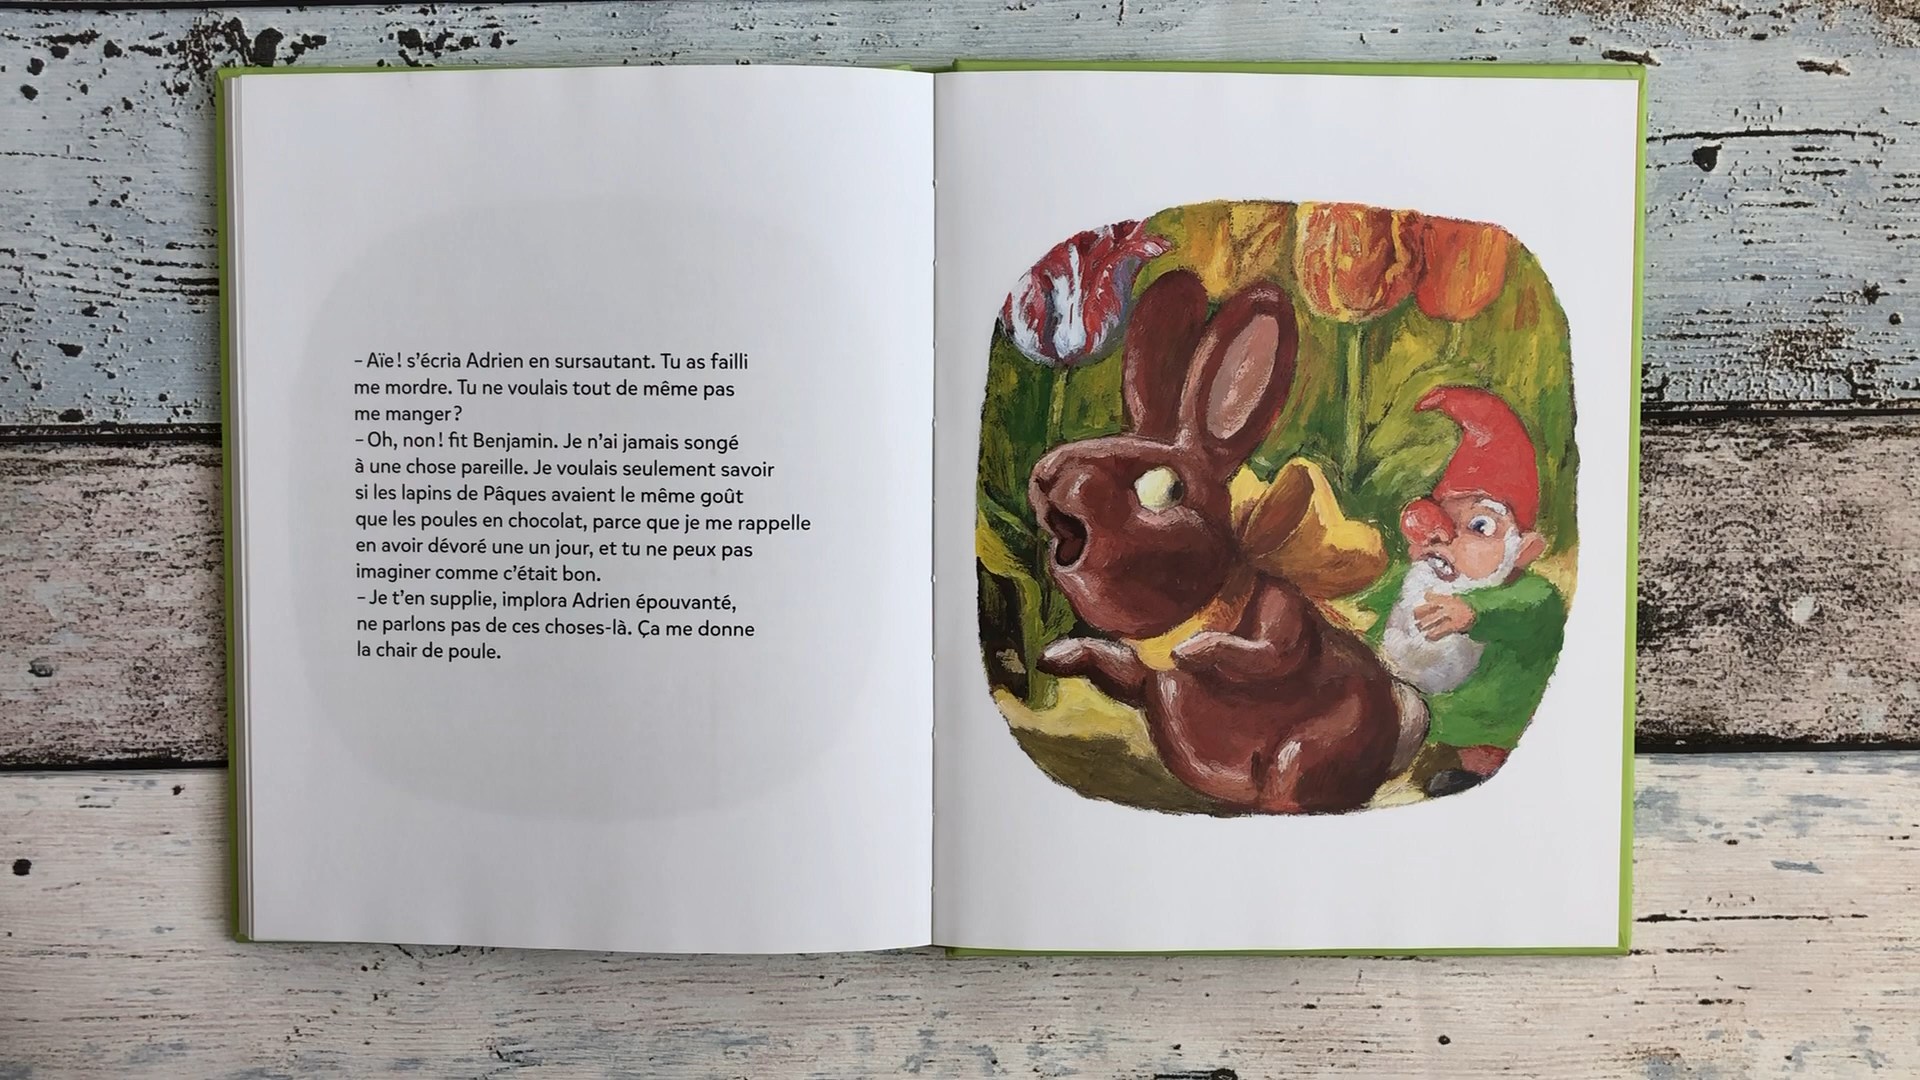 – Aïe ! s’écria Adrien en sursautant. Tu as failli
me mordre. Tu ne voulais tout de même pas
me manger ?
– Oh, non ! fit Benjamin. Je n’ai jamais songé
à une chose pareille. Je voulais seulement savoir
si les lapins de Pâques avaient le même goût
que les poules en chocolat, parce que je me rappelle
en avoir dévoré une un jour, et tu ne peux pas
imaginer comme c’était bon.
– Je t’en supplie, implora Adrien épouvanté,
ne parlons pas de ces choses-là. Ça me donne
la chair de poule.